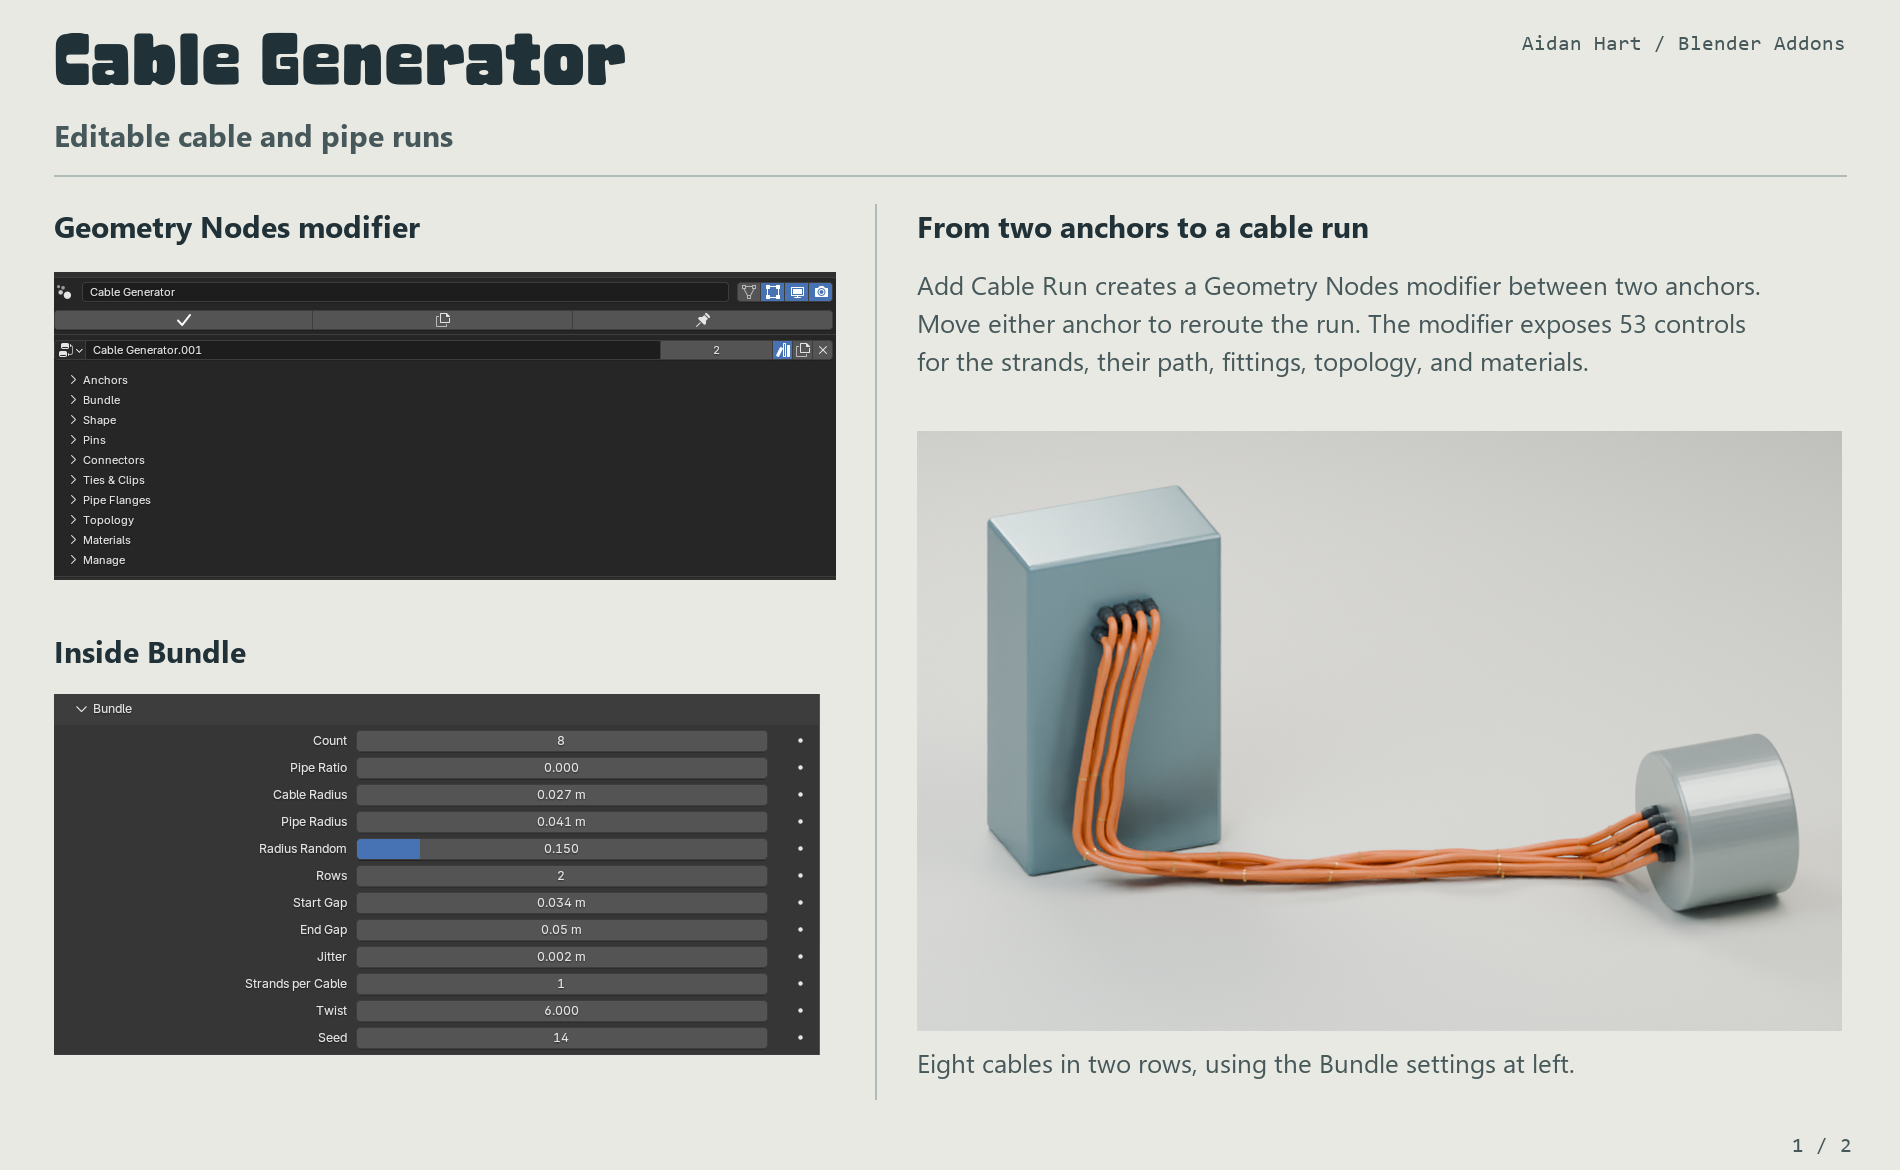 Cable Generator
Aidan Hart / Blender Addons
Editable cable and pipe runs
Geometry Nodes modifier
Cable Generator
Cable Generator.001
2
Anchors
Bundle
Shape
Pins
Connectors
Ties & Clips
Pipe Flanges
Topology
Materials
Manage
Inside Bundle
Bundle
Count 8
Pipe Ratio 0.000
Cable Radius 0.027 m
Pipe Radius 0.041 m
Radius Random 0.150
Rows 2
Start Gap 0.034 m
End Gap 0.05 m
Jitter 0.002 m
Strands per Cable 1
Twist 6.000
Seed 14
From two anchors to a cable run
Add Cable Run creates a Geometry Nodes modifier between two anchors.
Move either anchor to reroute the run. The modifier exposes 53 controls
for the strands, their path, fittings, topology, and materials.
Eight cables in two rows, using the Bundle settings at left.
1 / 2